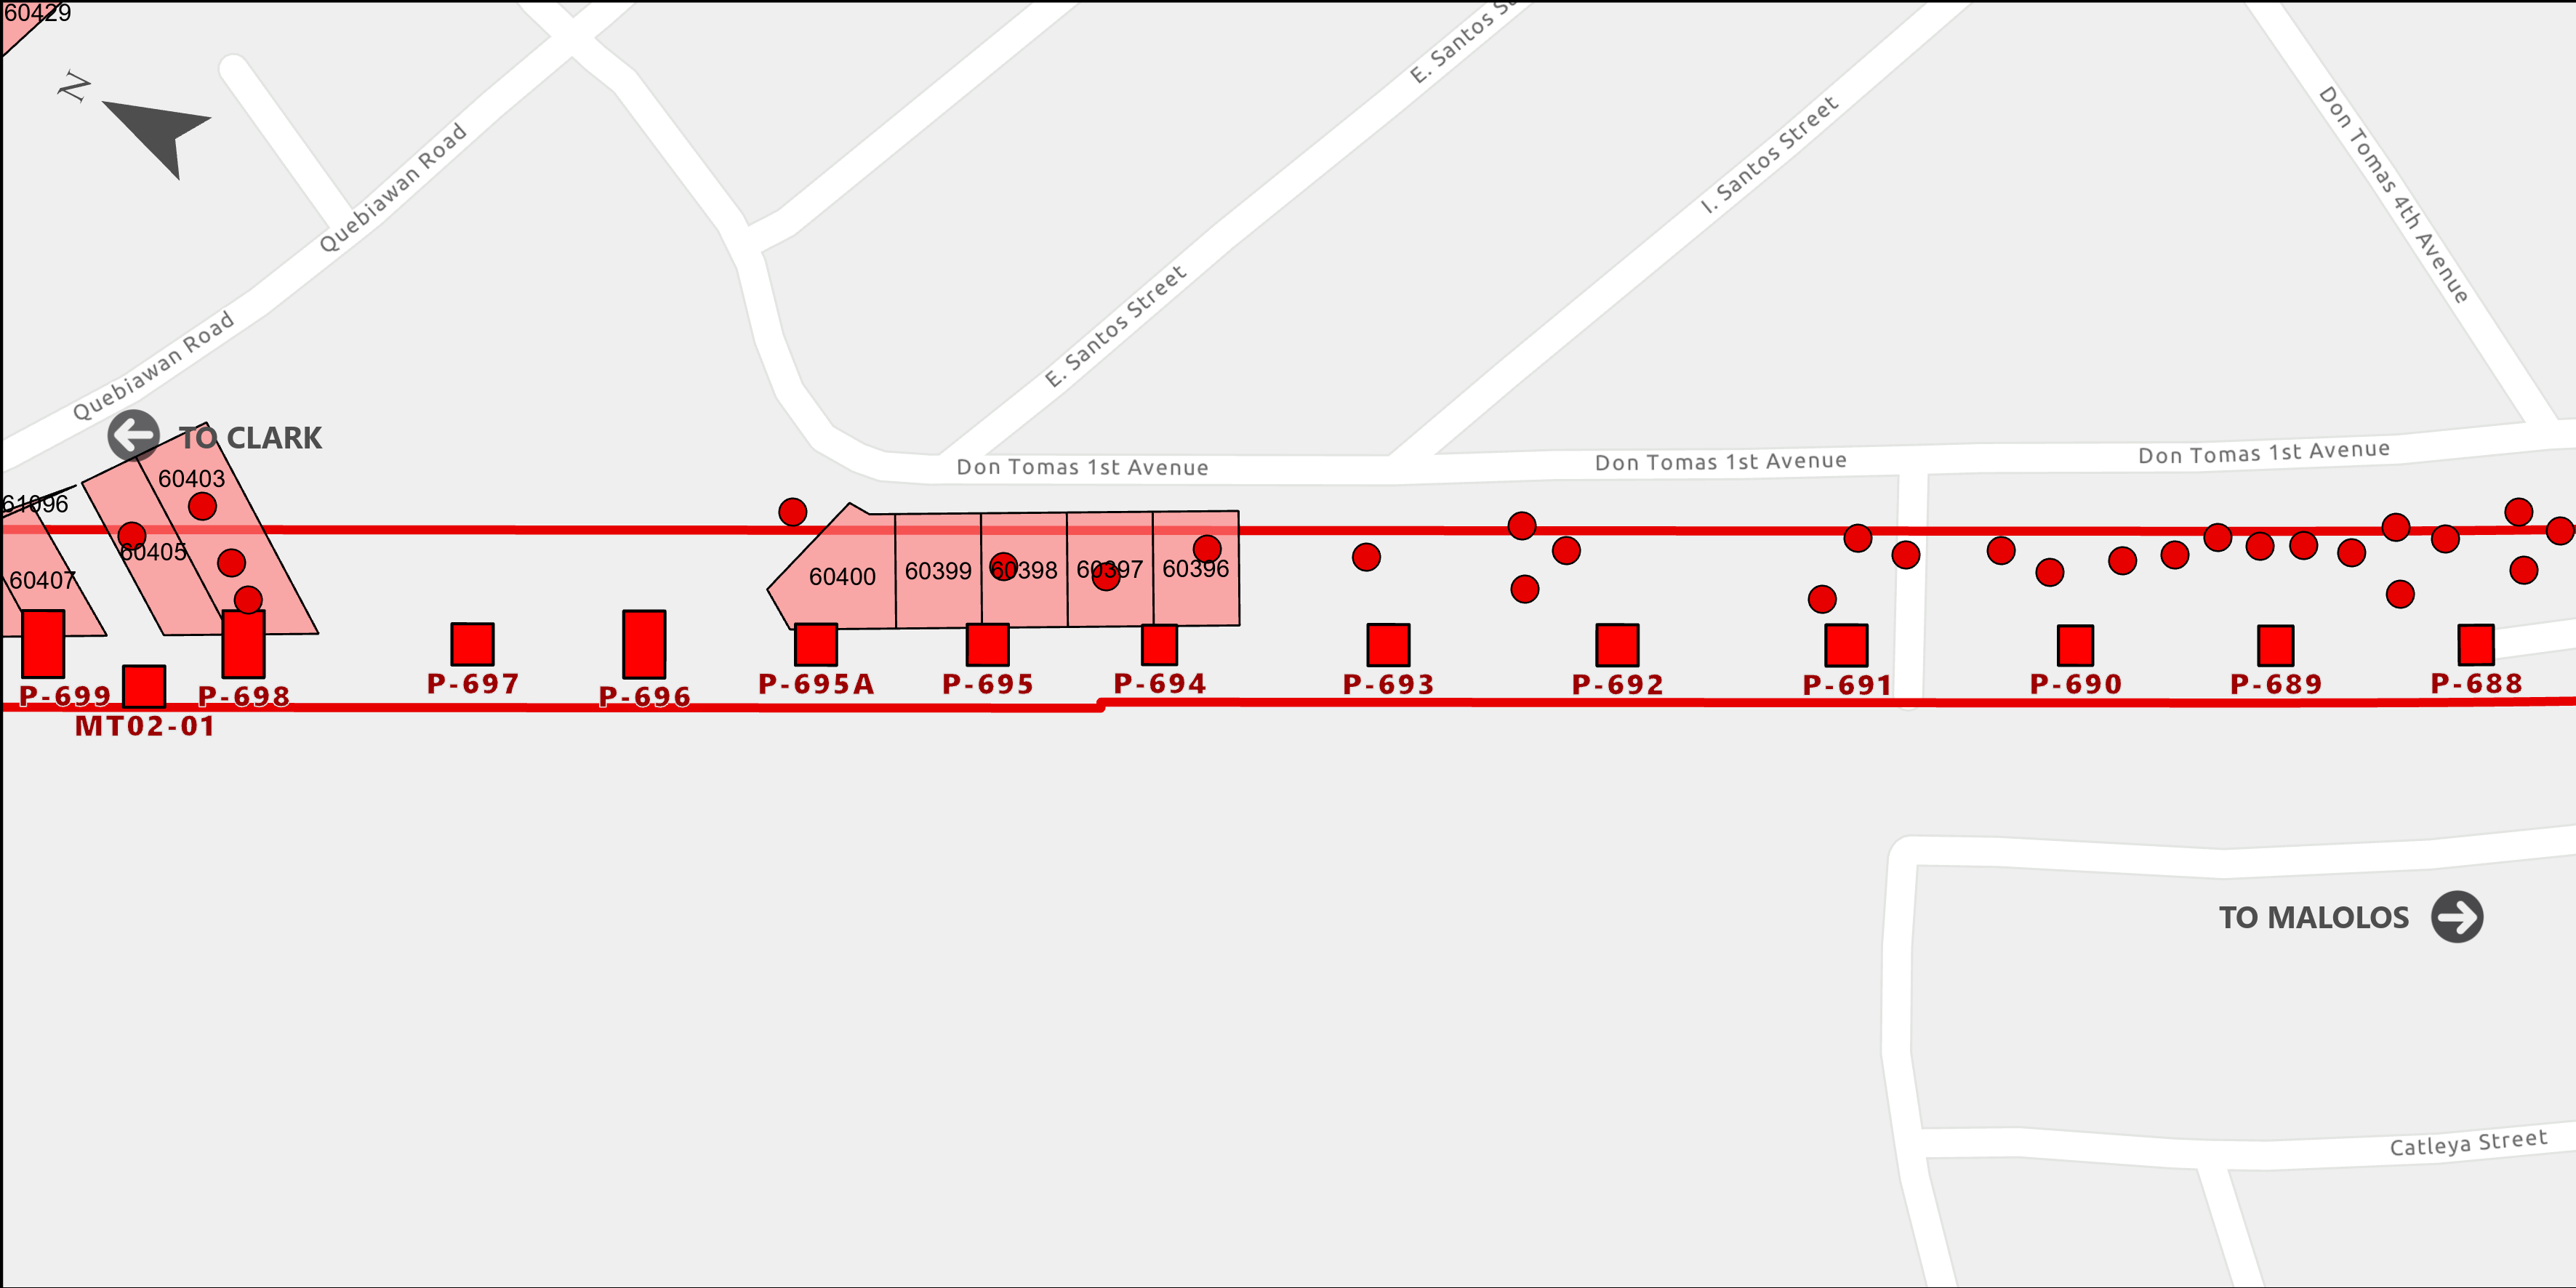 60429
N
E. Santos
Quebiawan Road
I. Santos Street
Don Tomas 4th Avenue
E. Santos Street
Quebiawan Road
TO CLARK
Don Tomas 1st Avenue
Don Tomas 1st Avenue
Don Tomas 1st Avenue
60403
61096
60405
60407
60400
60399
60398
60397
60396
P-699
P-698
P-697
P-696
P-695A
P-695
P-694
P-693
P-692
P-691
P-690
P-689
P-688
MT02-01
TO MALOLOS
Catleya Street